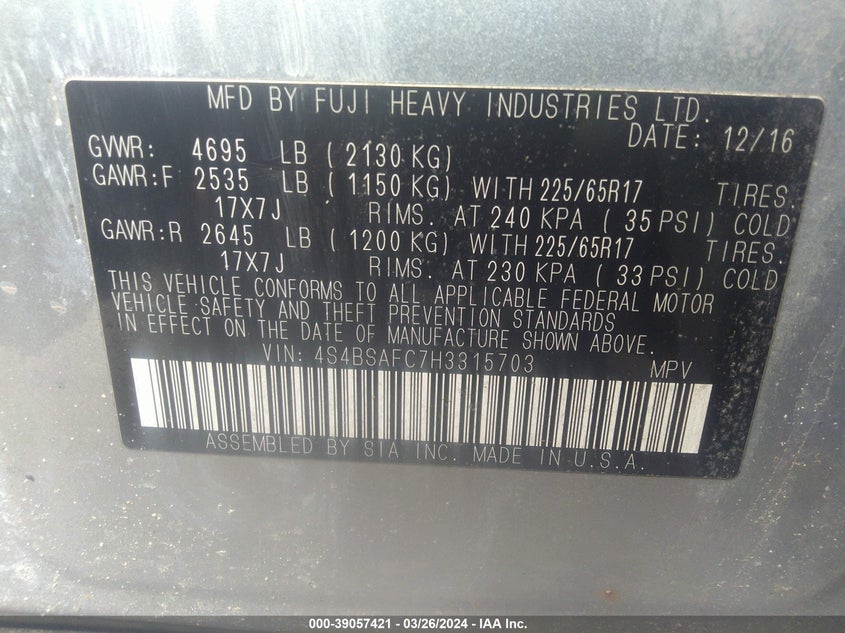 MFD BY FUJI HEAVY INDUSTRIES LTD.
DATE: 12/16
GVWR: 4695 LB (2130 KG)
GAWR:F 2535 LB (1150 KG) WITH 225/65R17 TIRES
17X7J RIMS. AT 240 KPA (35 PSI) COLD
GAWR:R 2645 LB (1200 KG) WITH 225/65R17 TIRES.
17X7J RIMS. AT 230 KPA (33 PSI) COLD
THIS VEHICLE CONFORMS TO ALL APPLICABLE FEDERAL MOTOR
VEHICLE SAFETY AND THEFT PREVENTION STANDARDS
IN EFFECT ON THE DATE OF MANUFACTURE SHOWN ABOVE.
VIN: 4S4BSAFC7H3315703 MPV
ASSEMBLED BY SIA INC. MADE IN U.S.A.
000-39057421 - 03/26/2024 - IAA Inc.